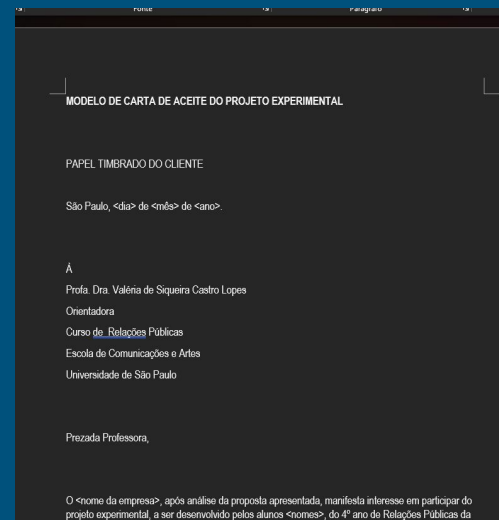 Fonte Parágrafo
MODELO DE CARTA DE ACEITE DO PROJETO EXPERIMENTAL
PAPEL TIMBRADO DO CLIENTE
São Paulo, <dia> de <mês> de <ano>.
À
Profa. Dra. Valéria de Siqueira Castro Lopes
Orientadora
Curso de Relações Públicas
Escola de Comunicações e Artes
Universidade de São Paulo
Prezada Professora,
O <nome da empresa>, após análise da proposta apresentada, manifesta interesse em participar do
projeto experimental, a ser desenvolvido pelos alunos <nomes>, do 4º ano de Relações Públicas da